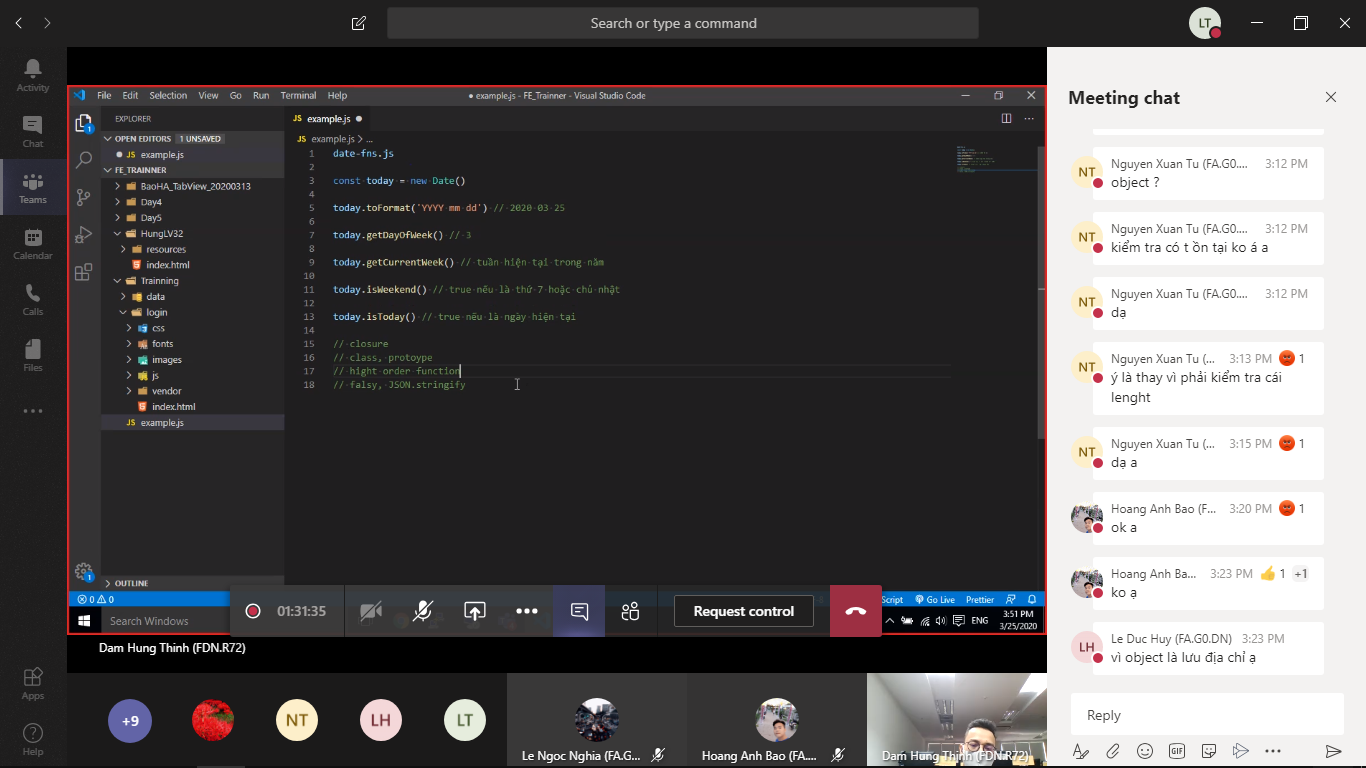 Search or type a command
LT
Activity
Chat
Teams
Calendar
Calls
Files
Apps
Help
File Edit Selection View Go Run Terminal Help
● example.js - FE_Trainner - Visual Studio Code
EXPLORER
OPEN EDITORS 1 UNSAVED
● JS example.js
FE_TRAINNER
BaoHA_TabView_20200313
Day4
Day5
HungLV32
resources
index.html
Trainning
data
login
css
fonts
images
js
vendor
index.html
JS example.js
OUTLINE
JS example.js ●
JS example.js > ...
1 date-fns.js
2
3 const today = new Date()
4
5 today.toFormat('YYYY mm dd') // 2020 03 25
6
7 today.getDayOfWeek() // 3
8
9 today.getCurrentWeek() // tuần hiện tại trong năm
10
11 today.isWeekend() // true nếu là thứ 7 hoặc chủ nhật
12
13 today.isToday() // true nếu là ngày hiện tại
14
15 // closure
16 // class, protoype
17 // hight order function
18 // falsy, JSON.stringify
0 0
Script Go Live Prettier
Search Windows
ENG
3:51 PM
3/25/2020
01:31:35
Request control
Dam Hung Thinh (FDN.R72)
+9
NT
LH
LT
Le Ngoc Nghia (FA.G...
Hoang Anh Bao (FA....
Dam Hung Thinh (FDN.R72)
Meeting chat
NT
Nguyen Xuan Tu (FA.G0.... 3:12 PM
object ?
NT
Nguyen Xuan Tu (FA.G0.... 3:12 PM
kiểm tra có t ồn tại ko á a
NT
Nguyen Xuan Tu (FA.G0.... 3:12 PM
dạ
NT
Nguyen Xuan Tu (... 3:13 PM 1
ý là thay vì phải kiểm tra cái
lenght
NT
Nguyen Xuan Tu (... 3:15 PM 1
dạ a
Hoang Anh Bao (F... 3:20 PM 1
ok a
Hoang Anh Ba... 3:23 PM 1 +1
ko ạ
LH
Le Duc Huy (FA.G0.DN) 3:23 PM
vì object là lưu địa chỉ ạ
Reply
GIF